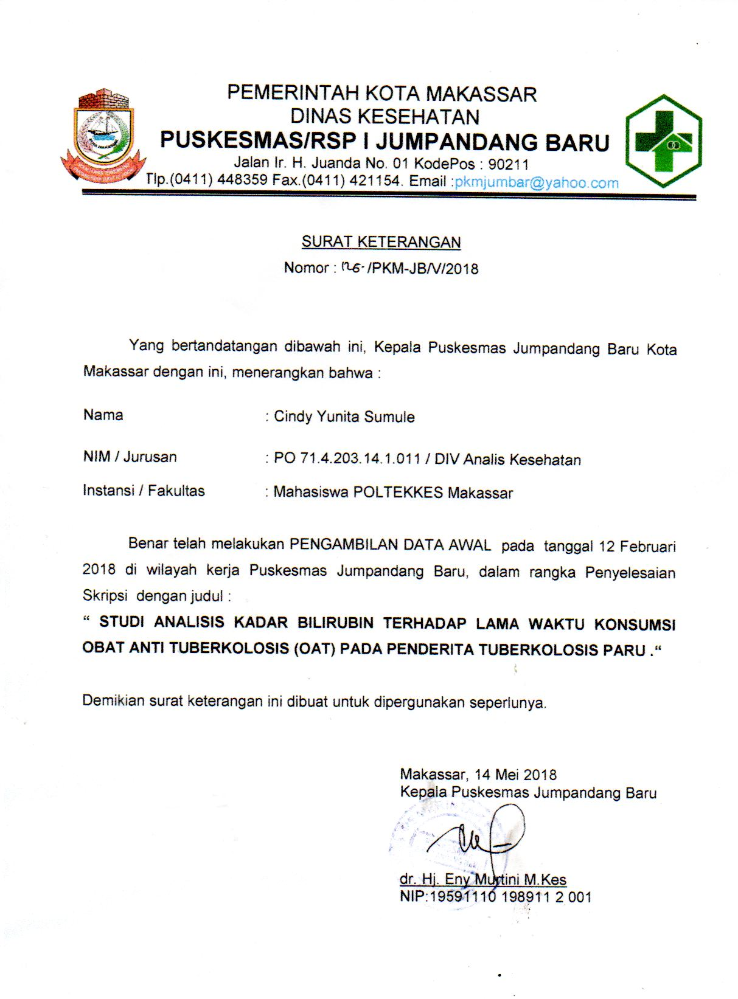 PEMERINTAH KOTA MAKASSAR
DINAS KESEHATAN
PUSKESMAS/RSP I JUMPANDANG BARU
Jalan Ir. H. Juanda No. 01 KodePos : 90211
Tlp.(0411) 448359 Fax.(0411) 421154. Email :pkmjumbar@yahoo.com
SURAT KETERANGAN
Nomor : /PKM-JB/V/2018
Yang bertandatangan dibawah ini, Kepala Puskesmas Jumpandang Baru Kota
Makassar dengan ini, menerangkan bahwa :
Nama : Cindy Yunita Sumule
NIM / Jurusan : PO 71.4.203.14.1.011 / DIV Analis Kesehatan
Instansi / Fakultas : Mahasiswa POLTEKKES Makassar
Benar telah melakukan PENGAMBILAN DATA AWAL pada tanggal 12 Februari
2018 di wilayah kerja Puskesmas Jumpandang Baru, dalam rangka Penyelesaian
Skripsi dengan judul :
“ STUDI ANALISIS KADAR BILIRUBIN TERHADAP LAMA WAKTU KONSUMSI
OBAT ANTI TUBERKOLOSIS (OAT) PADA PENDERITA TUBERKOLOSIS PARU .“
Demikian surat keterangan ini dibuat untuk dipergunakan seperlunya.
Makassar, 14 Mei 2018
Kepala Puskesmas Jumpandang Baru
dr. Hj. Eny Murtini M.Kes
NIP:19591110 198911 2 001